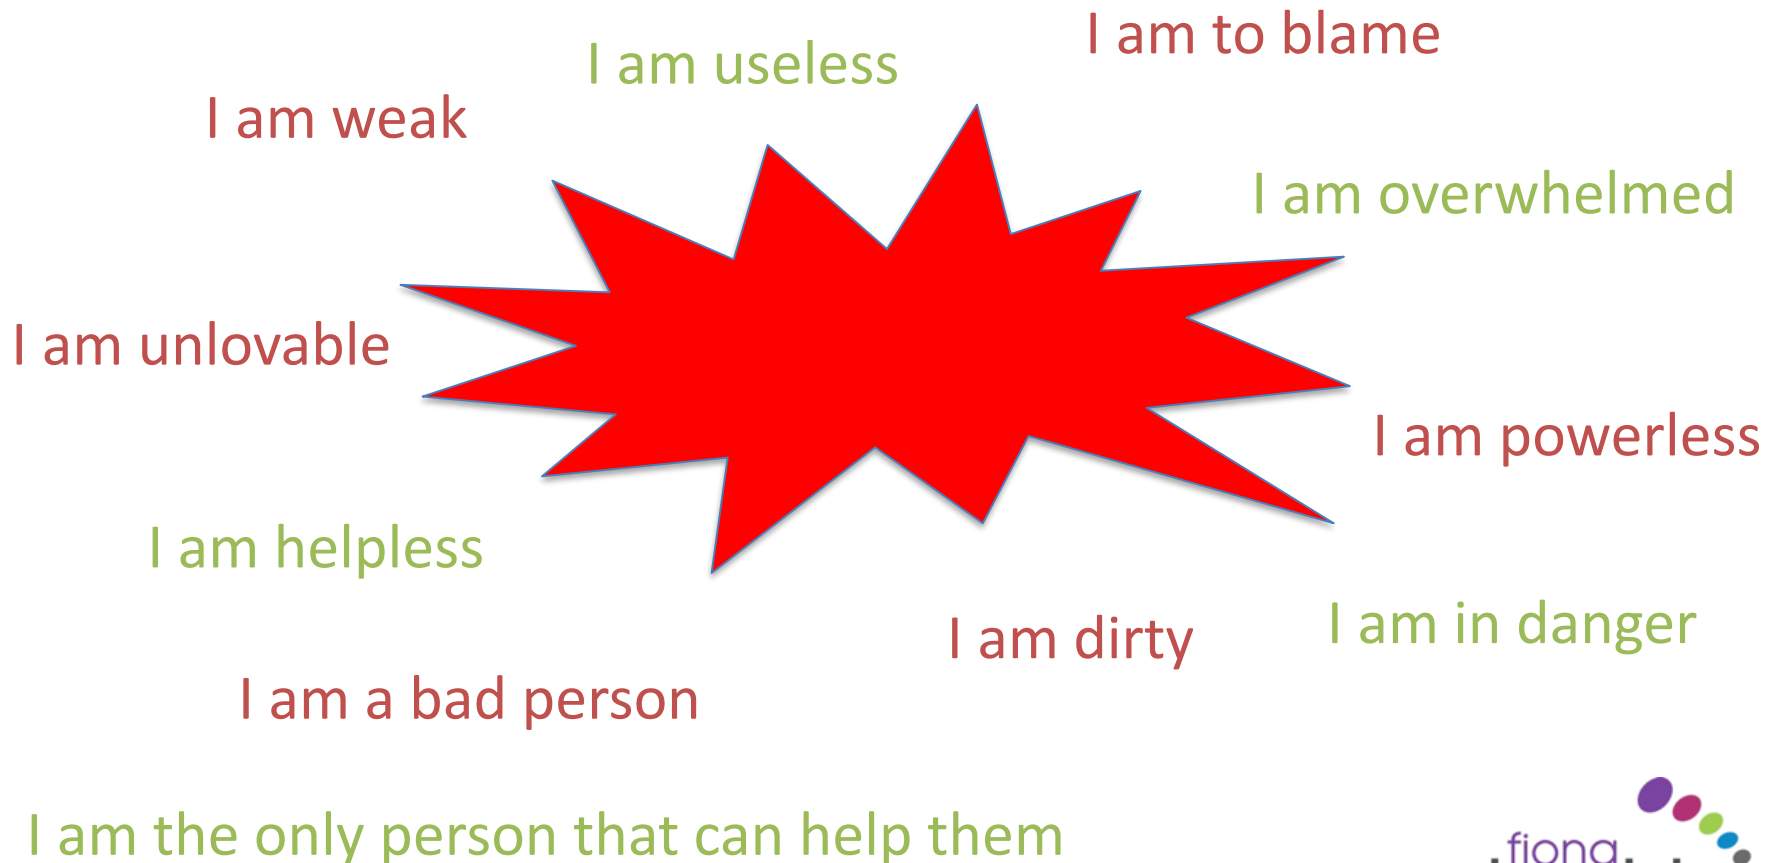 I am to blame
I am useless
I am weak
I am overwhelmed
I am unlovable
I am powerless
I am helpless
I am in danger
I am dirty
I am a bad person
I am the only person that can help them
fiona